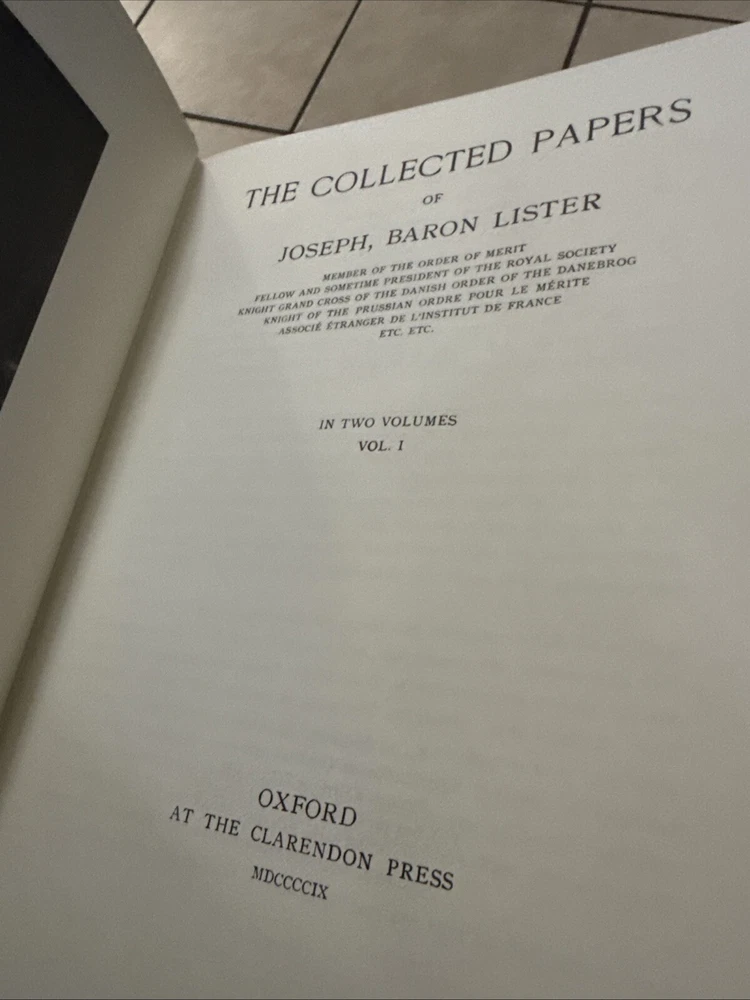 THE COLLECTED PAPERS
OF
JOSEPH, BARON LISTER
MEMBER OF THE ORDER OF MERIT
FELLOW AND SOMETIME PRESIDENT OF THE ROYAL SOCIETY
KNIGHT GRAND CROSS OF THE DANISH ORDER OF THE DANEBROG
KNIGHT OF THE PRUSSIAN ORDRE POUR LE MÉRITE
ASSOCIÉ ÉTRANGER DE L'INSTITUT DE FRANCE
ETC. ETC.
IN TWO VOLUMES
VOL. I
OXFORD
AT THE CLARENDON PRESS
MDCCCCIX